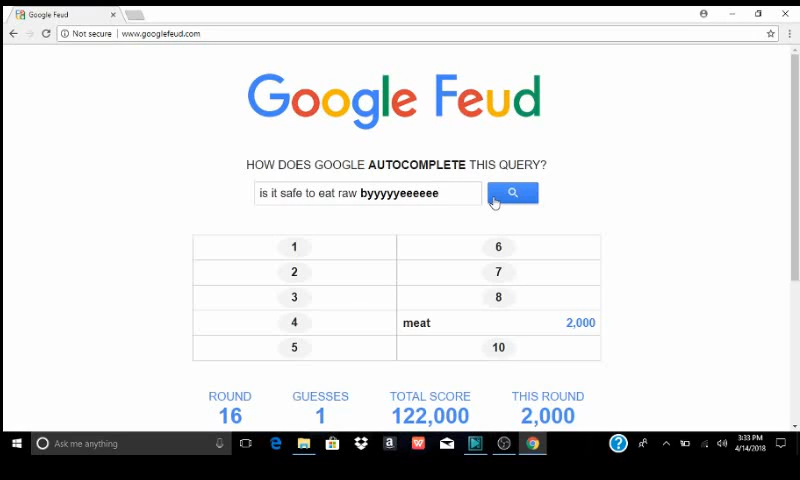 Google Feud
Not secure | www.googlefeud.com
Google Feud
HOW DOES GOOGLE AUTOCOMPLETE THIS QUERY?
is it safe to eat raw byyyyyeeeeee
1 6
2 7
3 8
4 meat 2,000
5 10
ROUND GUESSES TOTAL SCORE THIS ROUND
16 1 122,000 2,000
Ask me anything
3:33 PM
4/14/2018